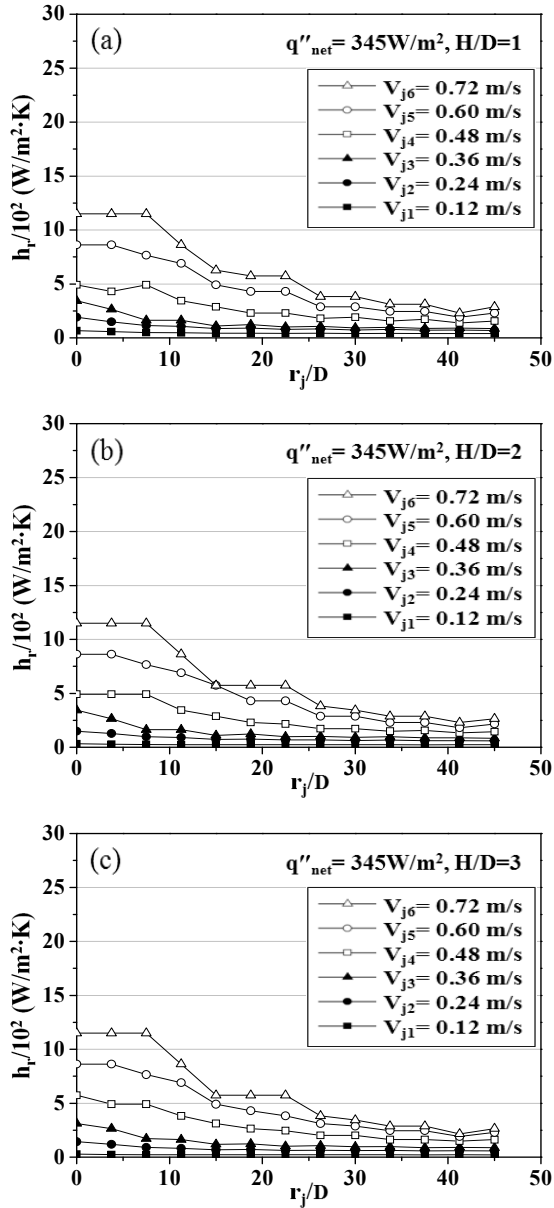 (a)
q″net= 345W/m², H/D=1
Vj6= 0.72 m/s
Vj5= 0.60 m/s
Vj4= 0.48 m/s
Vj3= 0.36 m/s
Vj2= 0.24 m/s
Vj1= 0.12 m/s
hr/10² (W/m²·K)
30
25
20
15
10
5
0
0 10 20 30 40 50
rj/D
(b)
q″net= 345W/m², H/D=2
Vj6= 0.72 m/s
Vj5= 0.60 m/s
Vj4= 0.48 m/s
Vj3= 0.36 m/s
Vj2= 0.24 m/s
Vj1= 0.12 m/s
hr/10² (W/m²·K)
30
25
20
15
10
5
0
0 10 20 30 40 50
rj/D
(c)
q″net= 345W/m², H/D=3
Vj6= 0.72 m/s
Vj5= 0.60 m/s
Vj4= 0.48 m/s
Vj3= 0.36 m/s
Vj2= 0.24 m/s
Vj1= 0.12 m/s
hr/10² (W/m²·K)
30
25
20
15
10
5
0
0 10 20 30 40 50
rj/D